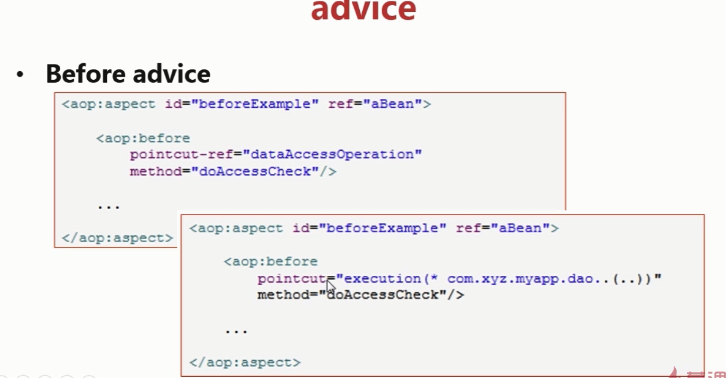 advice
• Before advice
<aop:aspect id="beforeExample" ref="aBean">
<aop:before
pointcut-ref="dataAccessOperation"
method="doAccessCheck"/>
...
</aop:aspect>
<aop:aspect id="beforeExample" ref="aBean">
<aop:before
pointcut="execution(* com.xyz.myapp.dao..(..))"
method="doAccessCheck"/>
...
</aop:aspect>